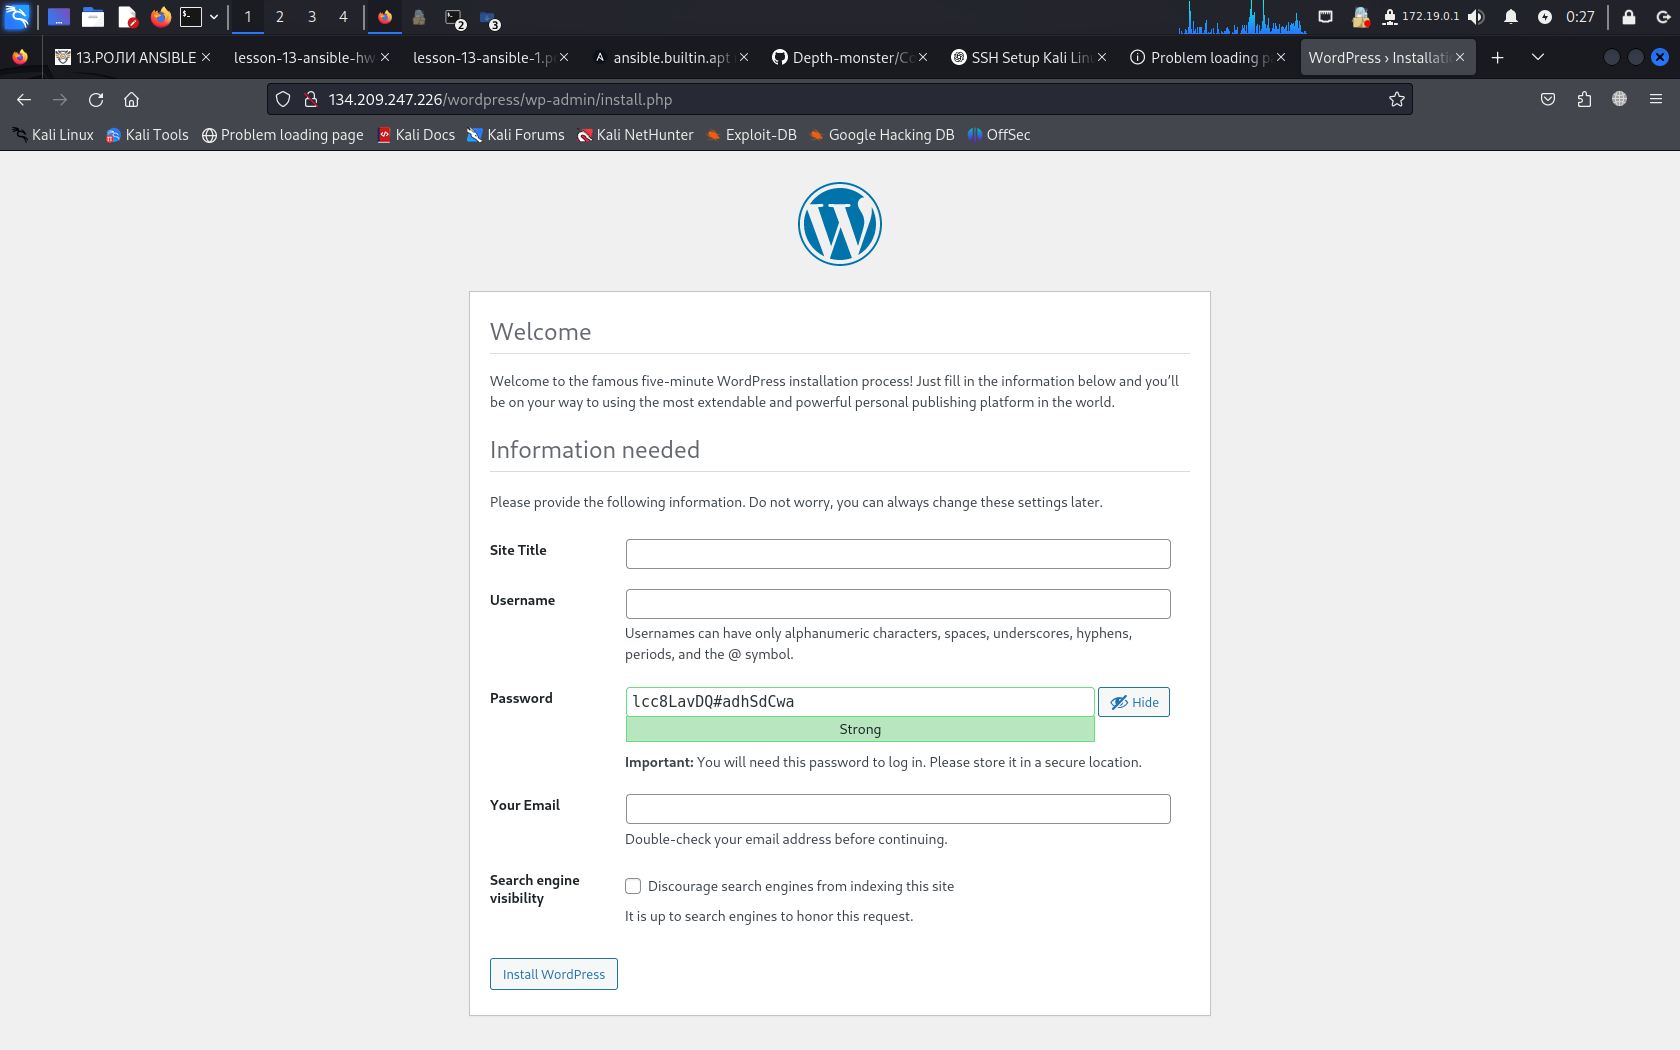 1
2
3
4
2
3
172.19.0.1
0:27
13.РОЛИ ANSIBLE
lesson-13-ansible-hw
lesson-13-ansible-1.p
ansible.builtin.apt
Depth-monster/Co
SSH Setup Kali Lin
Problem loading p
WordPress › Installati
134.209.247.226/wordpress/wp-admin/install.php
Kali Linux
Kali Tools
Problem loading page
Kali Docs
Kali Forums
Kali NetHunter
Exploit-DB
Google Hacking DB
OffSec
Welcome
Welcome to the famous five-minute WordPress installation process! Just fill in the information below and you’ll
be on your way to using the most extendable and powerful personal publishing platform in the world.
Information needed
Please provide the following information. Do not worry, you can always change these settings later.
Site Title
Username
Usernames can have only alphanumeric characters, spaces, underscores, hyphens,
periods, and the @ symbol.
Password
lcc8LavDQ#adhSdCwa
Hide
Strong
Important: You will need this password to log in. Please store it in a secure location.
Your Email
Double-check your email address before continuing.
Search engine
visibility
Discourage search engines from indexing this site
It is up to search engines to honor this request.
Install WordPress